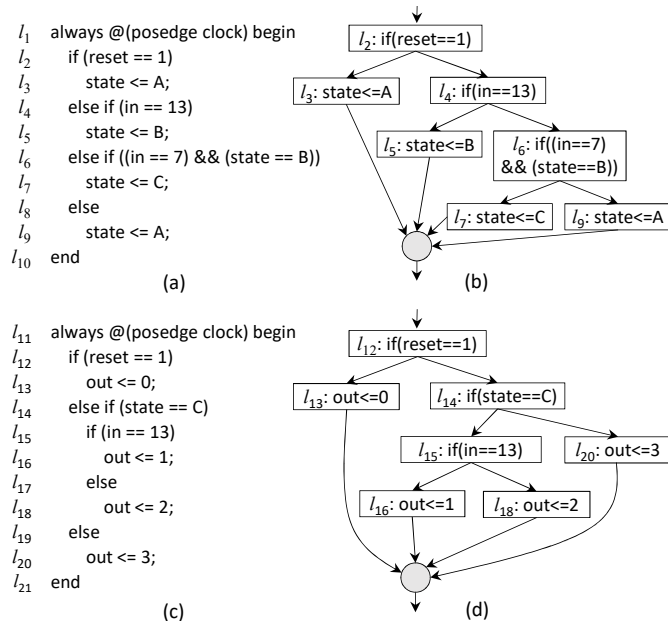 l1 always @(posedge clock) begin
l2 if (reset == 1)
l3 state <= A;
l4 else if (in == 13)
l5 state <= B;
l6 else if ((in == 7) && (state == B))
l7 state <= C;
l8 else
l9 state <= A;
l10 end
(a)
l2: if(reset==1)
l3: state<=A
l4: if(in==13)
l5: state<=B
l6: if((in==7)
&& (state==B))
l7: state<=C
l9: state<=A
(b)
l11 always @(posedge clock) begin
l12 if (reset == 1)
l13 out <= 0;
l14 else if (state == C)
l15 if (in == 13)
l16 out <= 1;
l17 else
l18 out <= 2;
l19 else
l20 out <= 3;
l21 end
(c)
l12: if(reset==1)
l13: out<=0
l14: if(state==C)
l15: if(in==13)
l20: out<=3
l16: out<=1
l18: out<=2
(d)